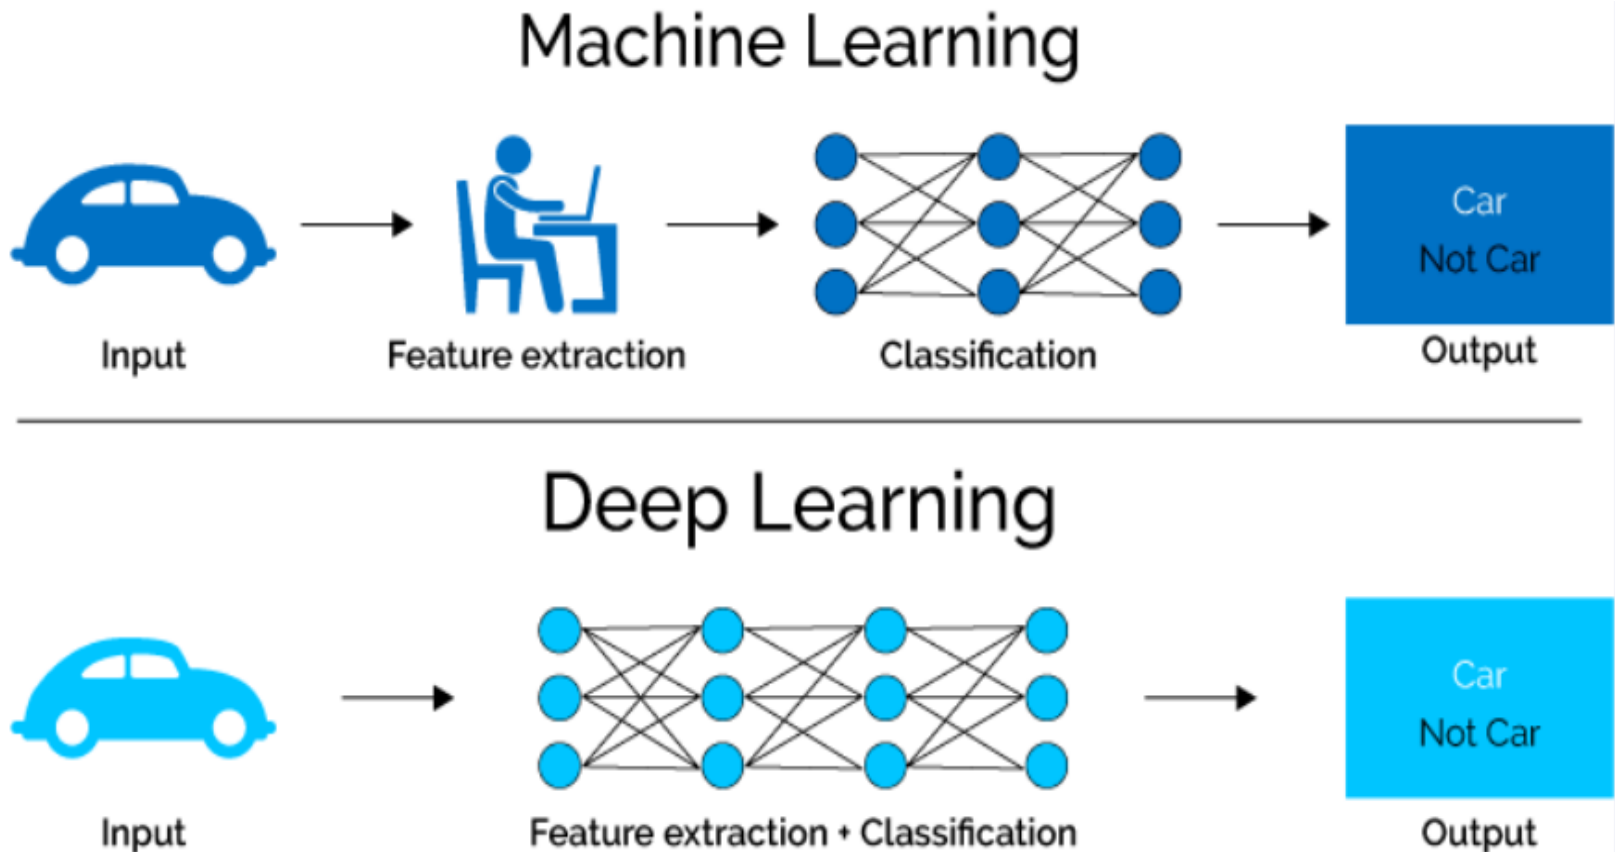 Machine Learning
Car
Not Car
Input
Feature extraction
Classification
Output
Deep Learning
Car
Not Car
Input
Feature extraction + Classification
Output